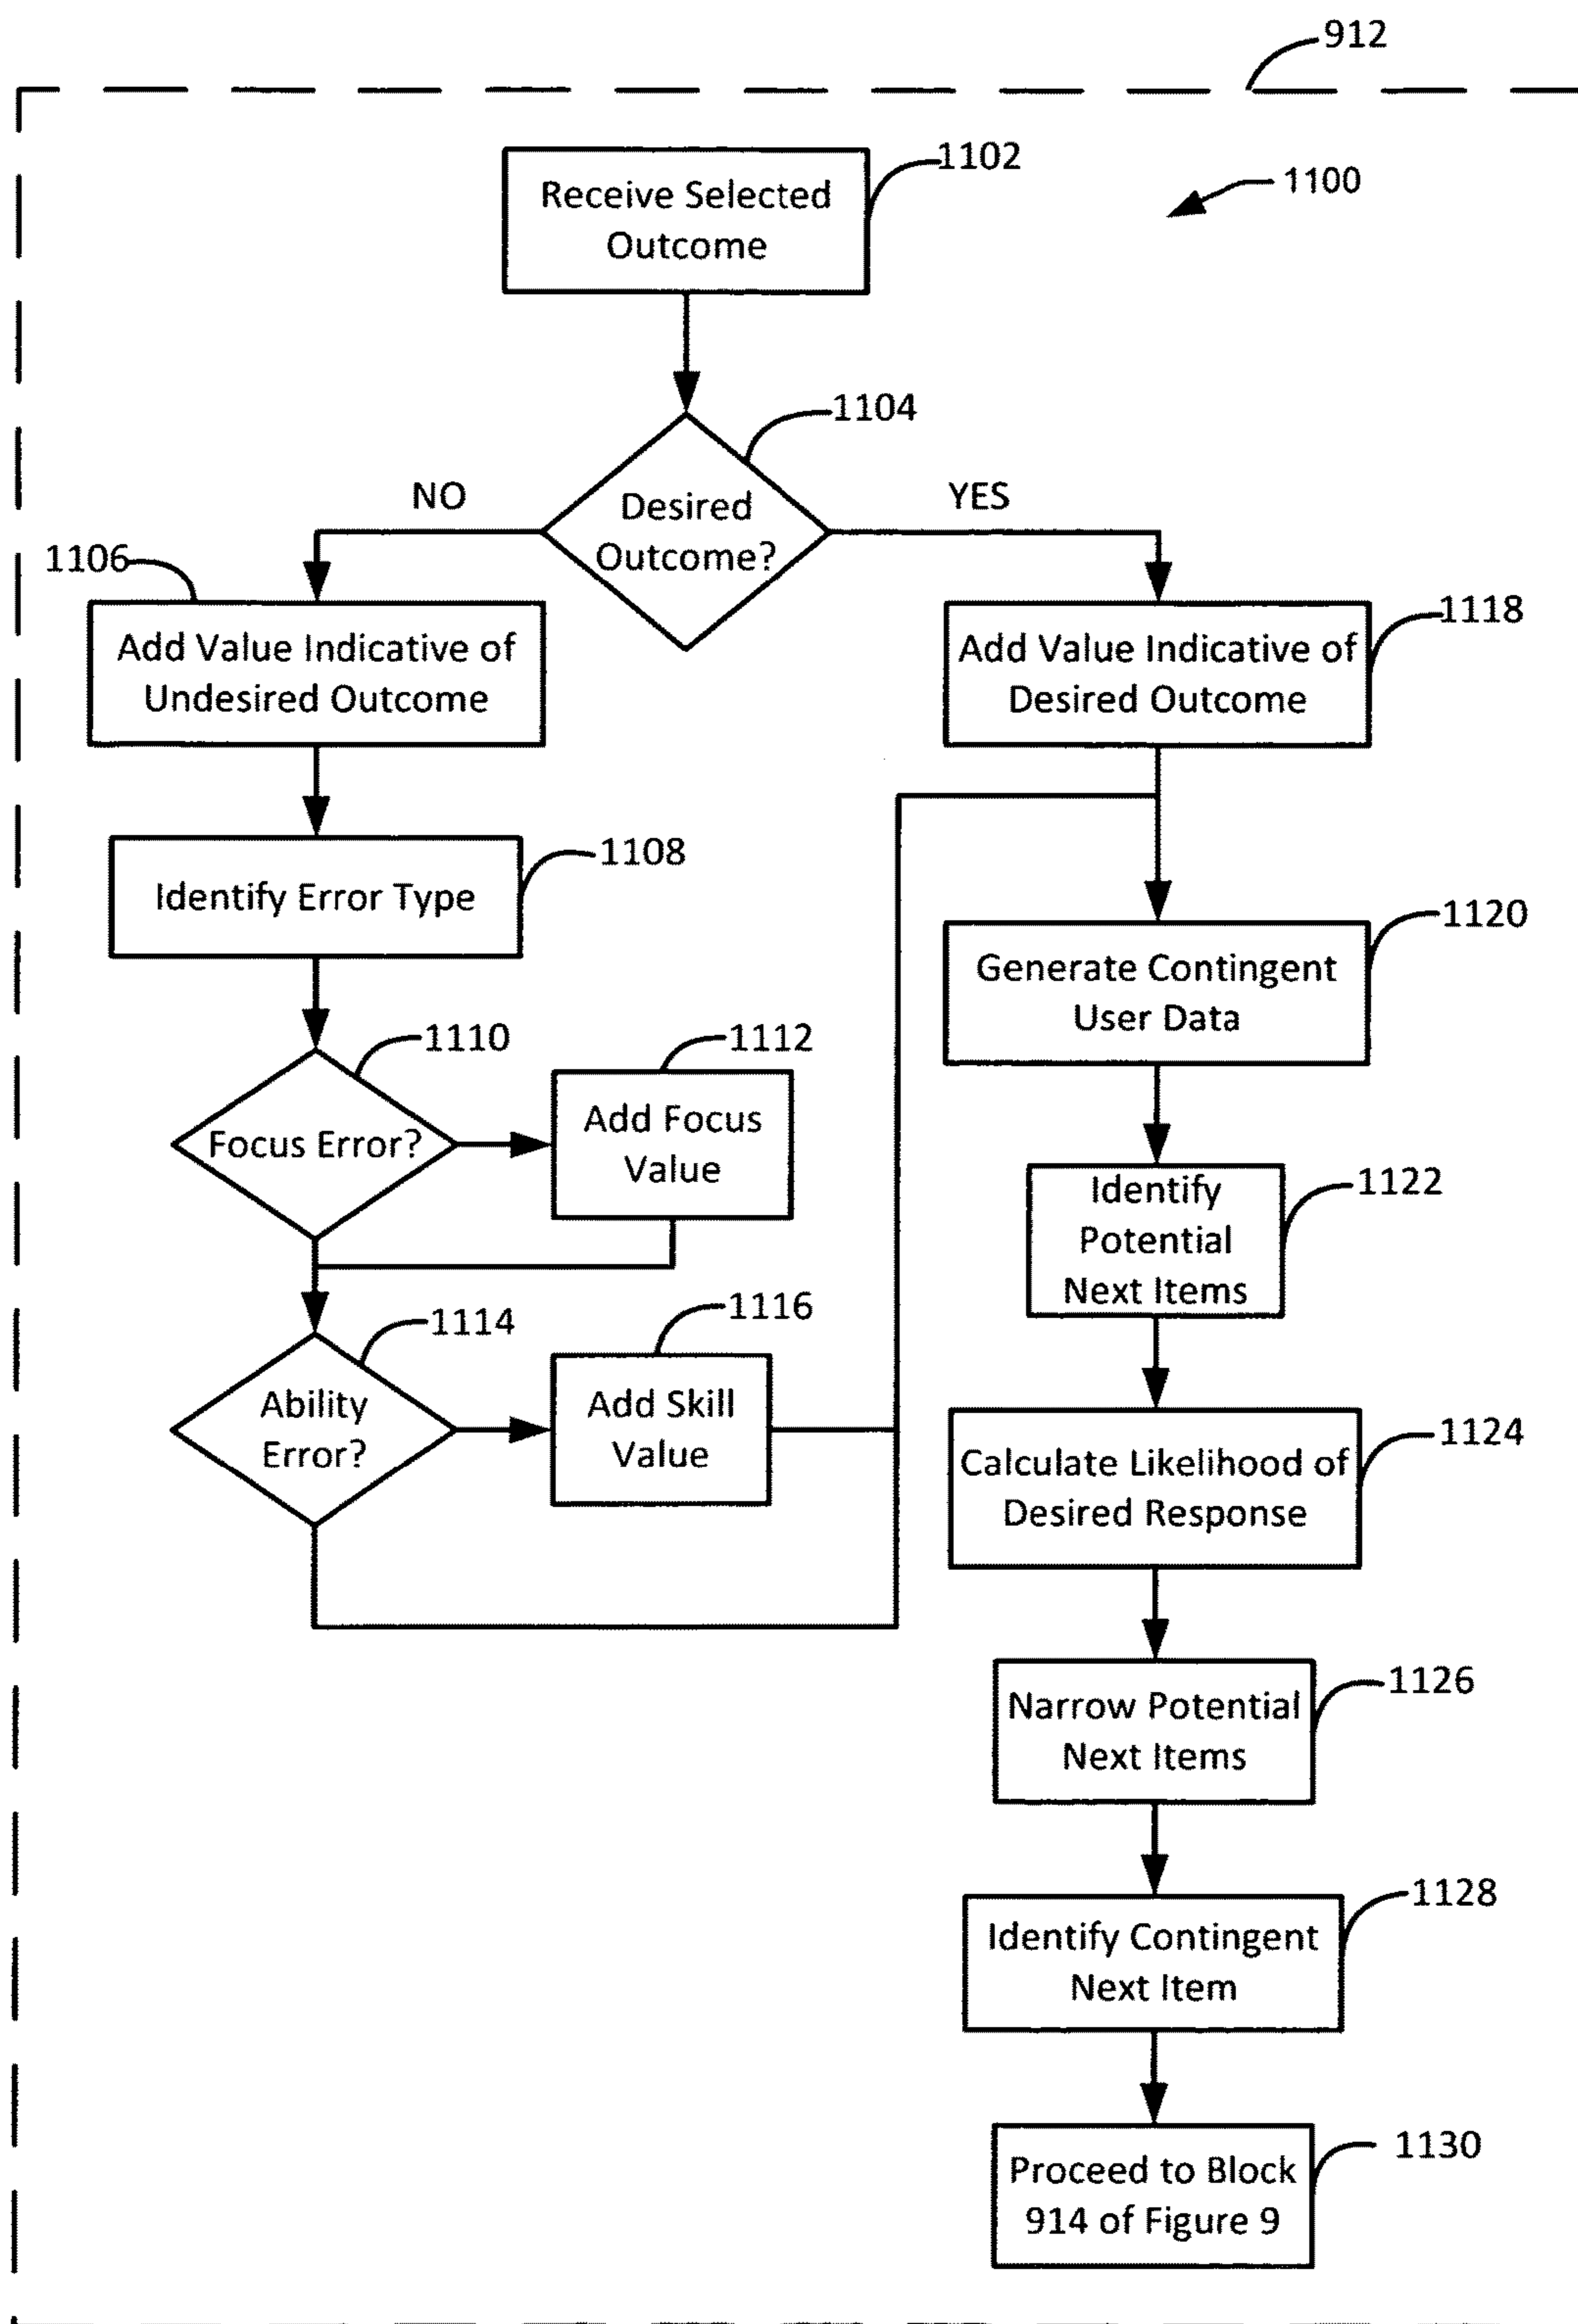 912
1102
Receive Selected
Outcome
1100
1104
NO
YES
Desired
Outcome?
1106
Add Value Indicative of
Undesired Outcome
1118
Add Value Indicative of
Desired Outcome
1108
Identify Error Type
1120
Generate Contingent
User Data
1110
Focus Error?
1112
Add Focus
Value
1122
Identify
Potential
Next Items
1114
Ability
Error?
1116
Add Skill
Value
1124
Calculate Likelihood of
Desired Response
1126
Narrow Potential
Next Items
1128
Identify Contingent
Next Item
1130
Proceed to Block
914 of Figure 9